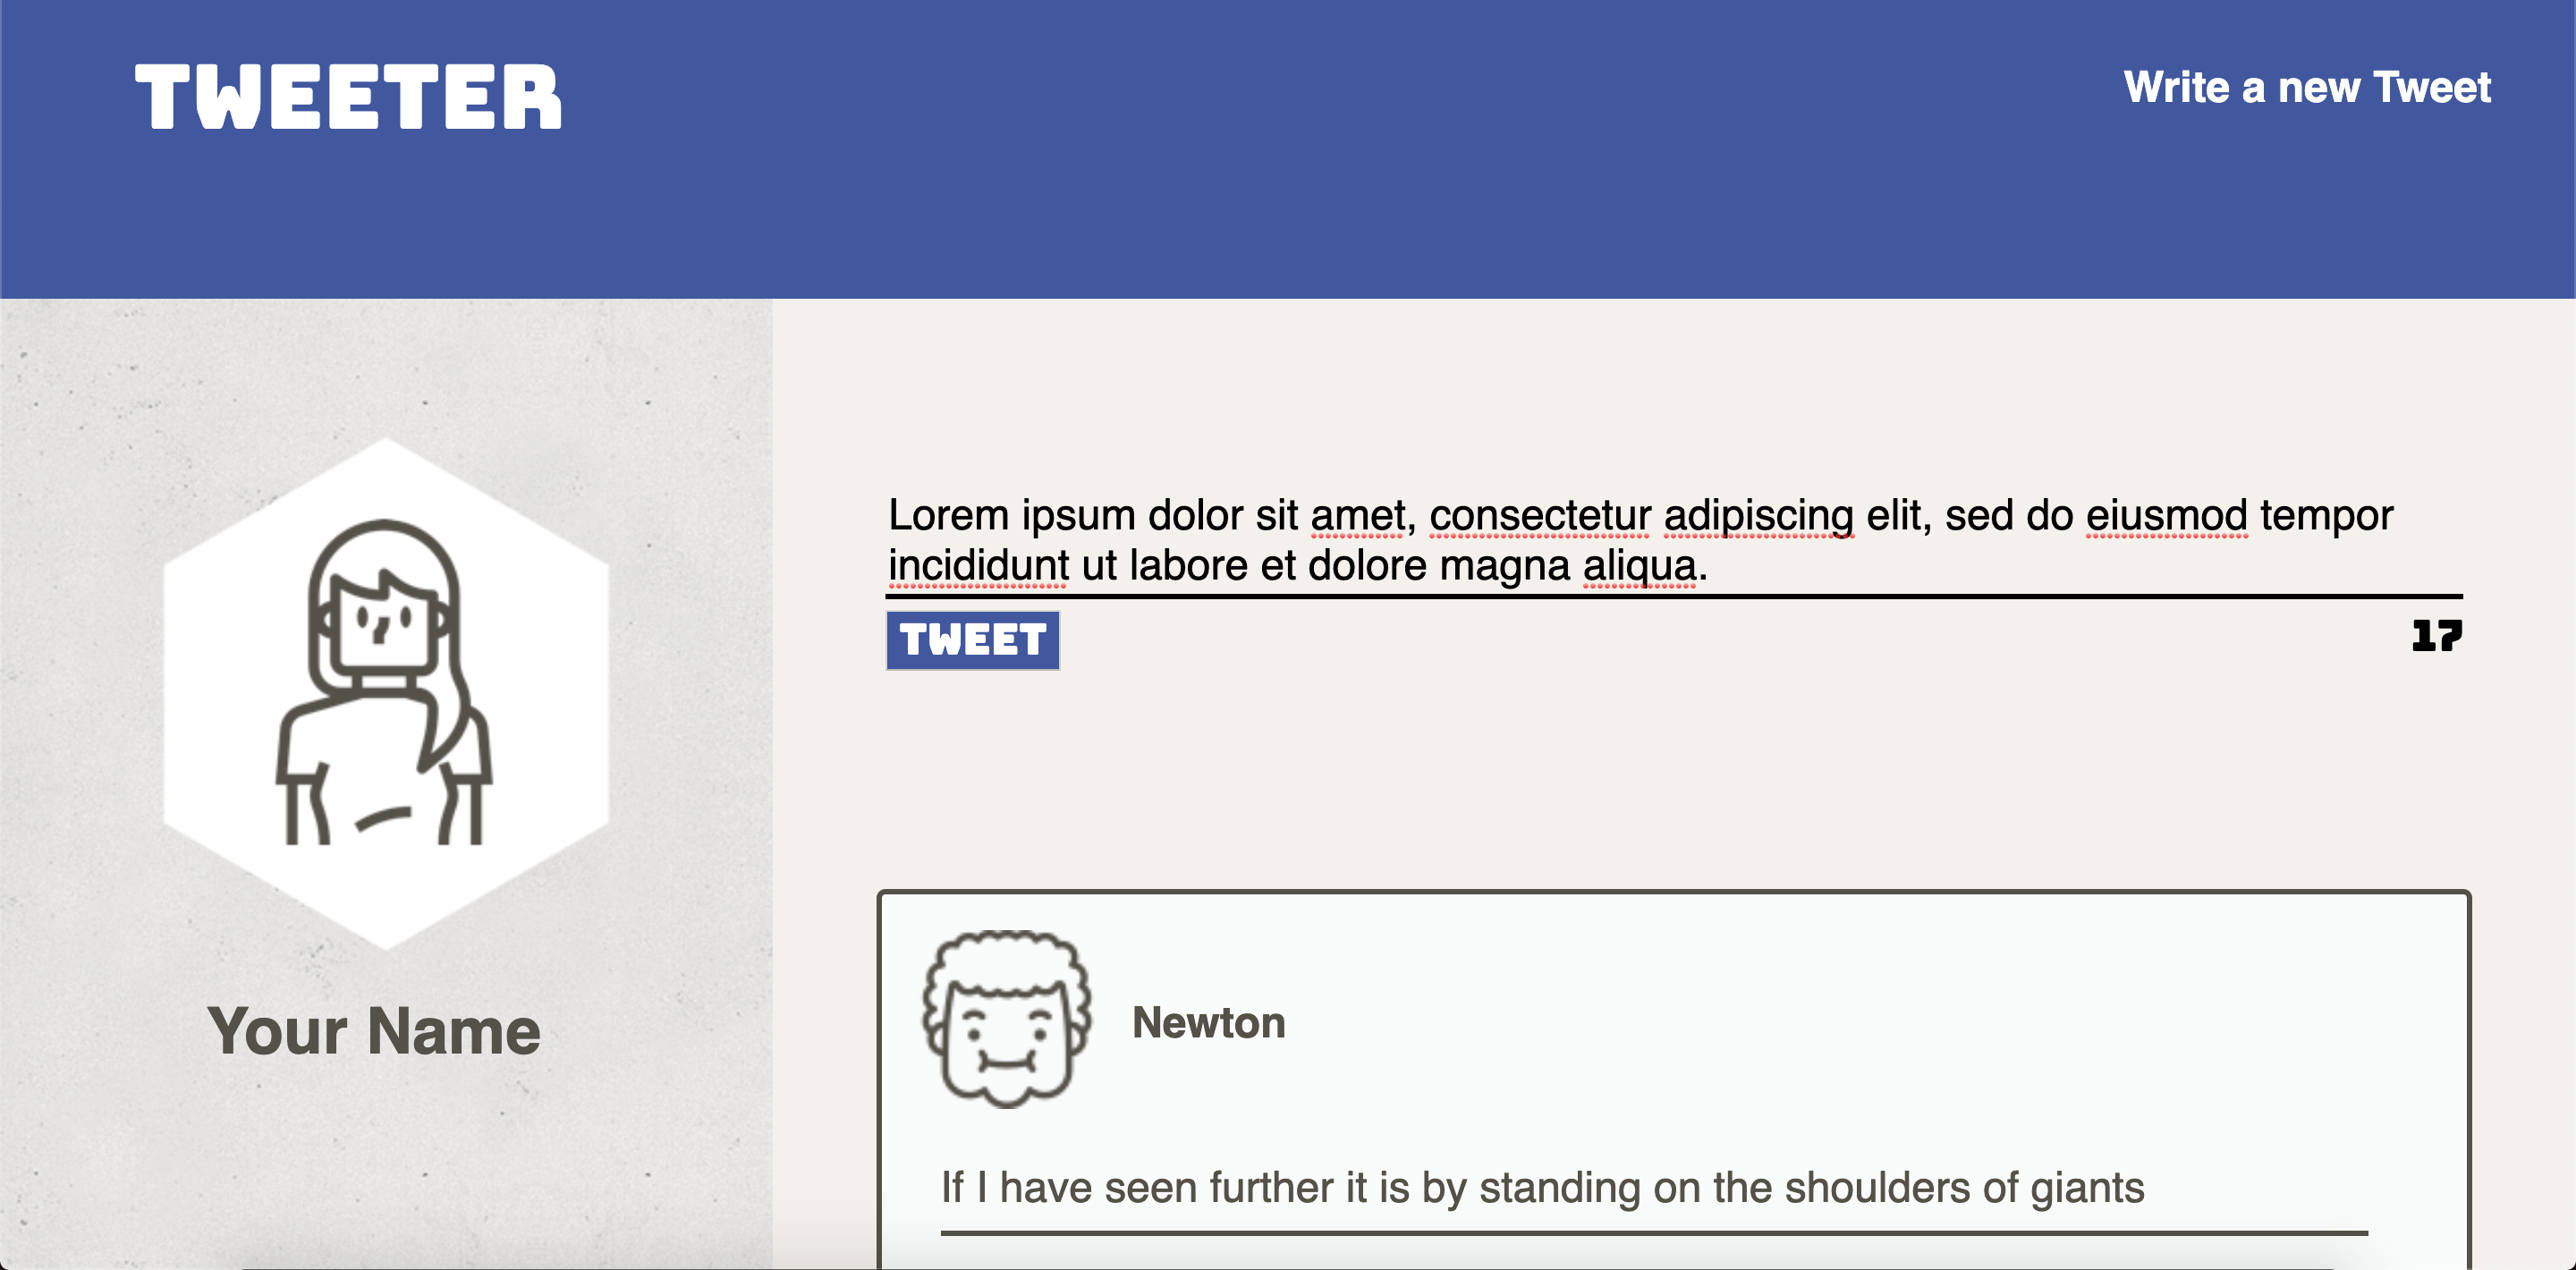 TWEETER
Write a new Tweet
Lorem ipsum dolor sit amet, consectetur adipiscing elit, sed do eiusmod tempor
incididunt ut labore et dolore magna aliqua.
TWEET
17
Your Name
Newton
If I have seen further it is by standing on the shoulders of giants